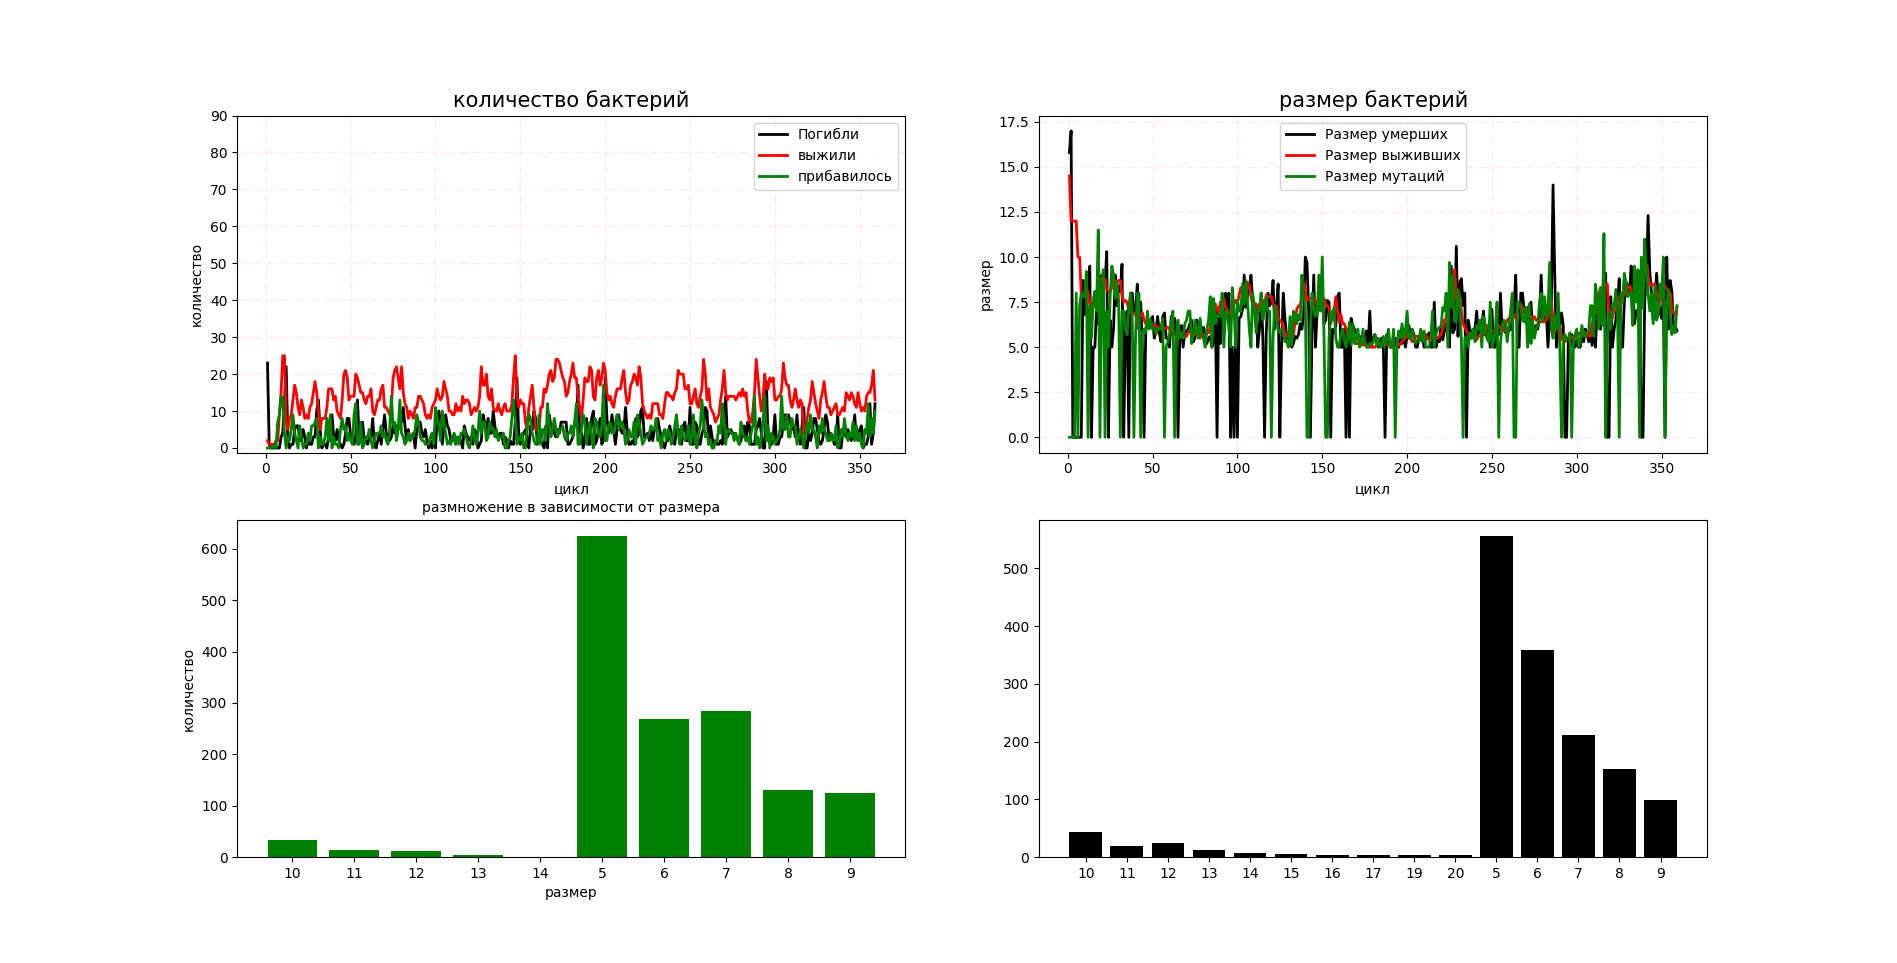 количество бактерий
90
80
70
60
50
40
30
20
10
0
количество
Погибли
выжили
прибавилось
0 50 100 150 200 250 300 350
цикл
размер бактерий
17.5
15.0
12.5
10.0
7.5
5.0
2.5
0.0
размер
Размер умерших
Размер выживших
Размер мутаций
0 50 100 150 200 250 300 350
цикл
размножение в зависимости от размера
600
500
400
300
200
100
0
количество
10 11 12 13 14 5 6 7 8 9
размер
500
400
300
200
100
0
10 11 12 13 14 15 16 17 19 20 5 6 7 8 9